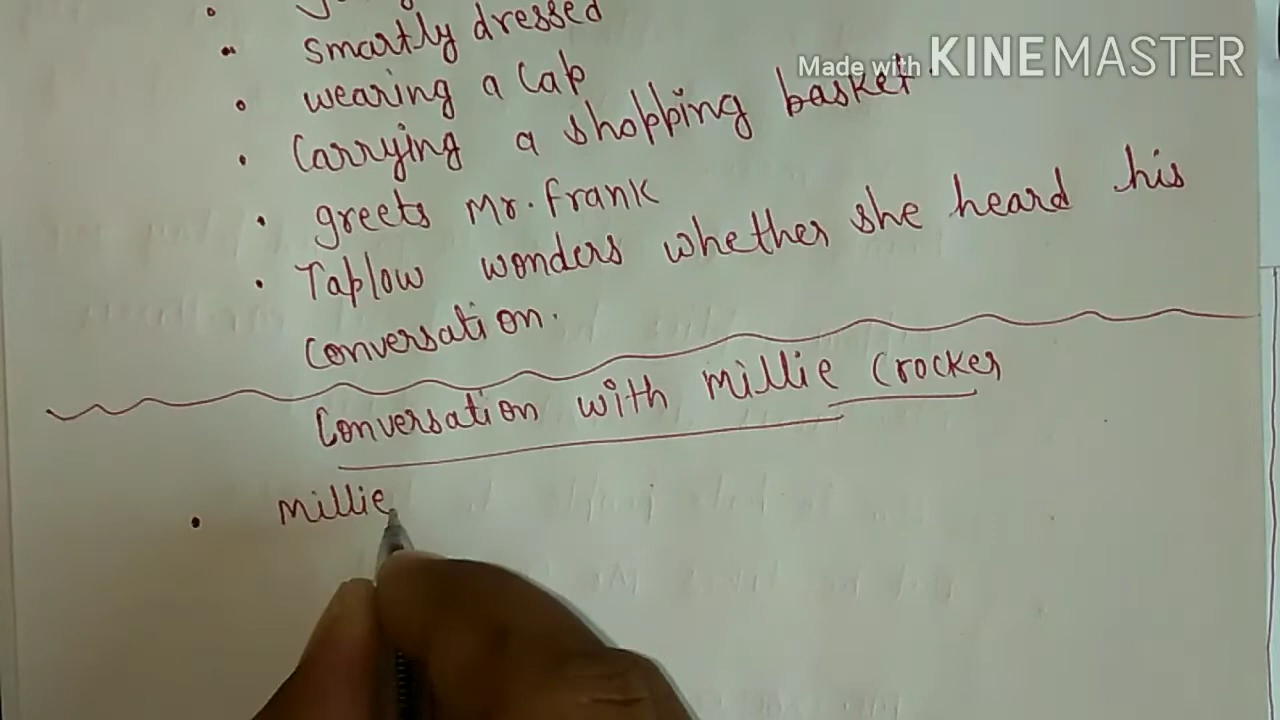 • smartly dressed
Made with KINEMASTER
• wearing a Cap
• Carrying a shopping basket.
• greets Mr. Frank
• Taplow wonders whether she heard his
Conversation.
Conversation with Millie Crocker
• Millie